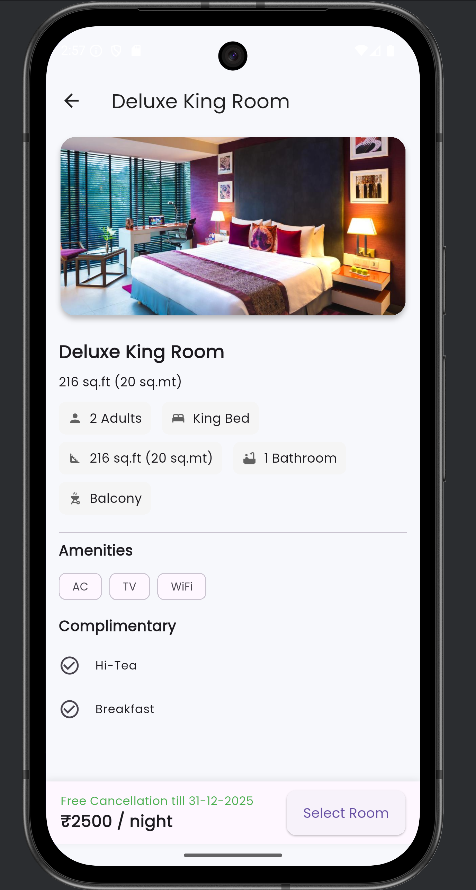 Deluxe King Room
Deluxe King Room
216 sq.ft (20 sq.mt)
2 Adults King Bed
216 sq.ft (20 sq.mt) 1 Bathroom
Balcony
Amenities
AC TV WiFi
Complimentary
Hi-Tea
Breakfast
Free Cancellation till 31-12-2025
₹2500 / night
Select Room